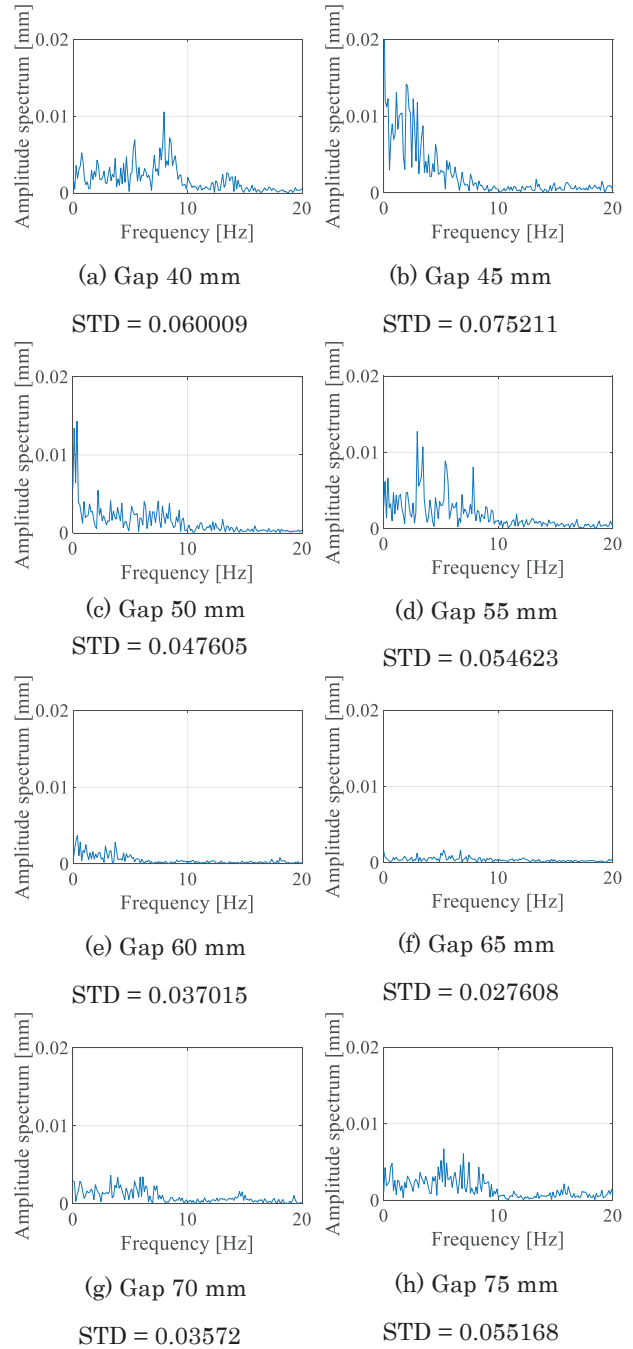 Amplitude spectrum [mm]
0.02
0.01
0
0
10
20
Frequency [Hz]
(a) Gap 40 mm
STD = 0.060009
Amplitude spectrum [mm]
0.02
0.01
0
0
10
20
Frequency [Hz]
(b) Gap 45 mm
STD = 0.075211
Amplitude spectrum [mm]
0.02
0.01
0
0
10
20
Frequency [Hz]
(c) Gap 50 mm
STD = 0.047605
Amplitude spectrum [mm]
0.02
0.01
0
0
10
20
Frequency [Hz]
(d) Gap 55 mm
STD = 0.054623
Amplitude spectrum [mm]
0.02
0.01
0
0
10
20
Frequency [Hz]
(e) Gap 60 mm
STD = 0.037015
Amplitude spectrum [mm]
0.02
0.01
0
0
10
20
Frequency [Hz]
(f) Gap 65 mm
STD = 0.027608
Amplitude spectrum [mm]
0.02
0.01
0
0
10
20
Frequency [Hz]
(g) Gap 70 mm
STD = 0.03572
Amplitude spectrum [mm]
0.02
0.01
0
0
10
20
Frequency [Hz]
(h) Gap 75 mm
STD = 0.055168